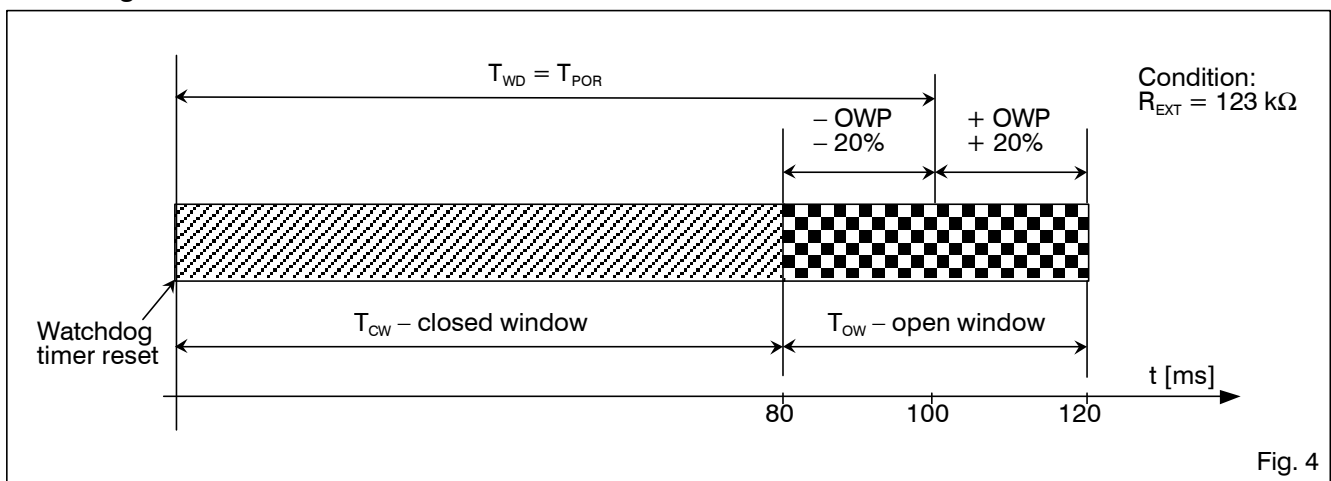 T_WD = T_POR
Condition:
R_EXT = 123 kΩ
– OWP
– 20%
+ OWP
+ 20%
Watchdog
timer reset
T_CW – closed window
T_OW – open window
t [ms]
80
100
120
Fig. 4